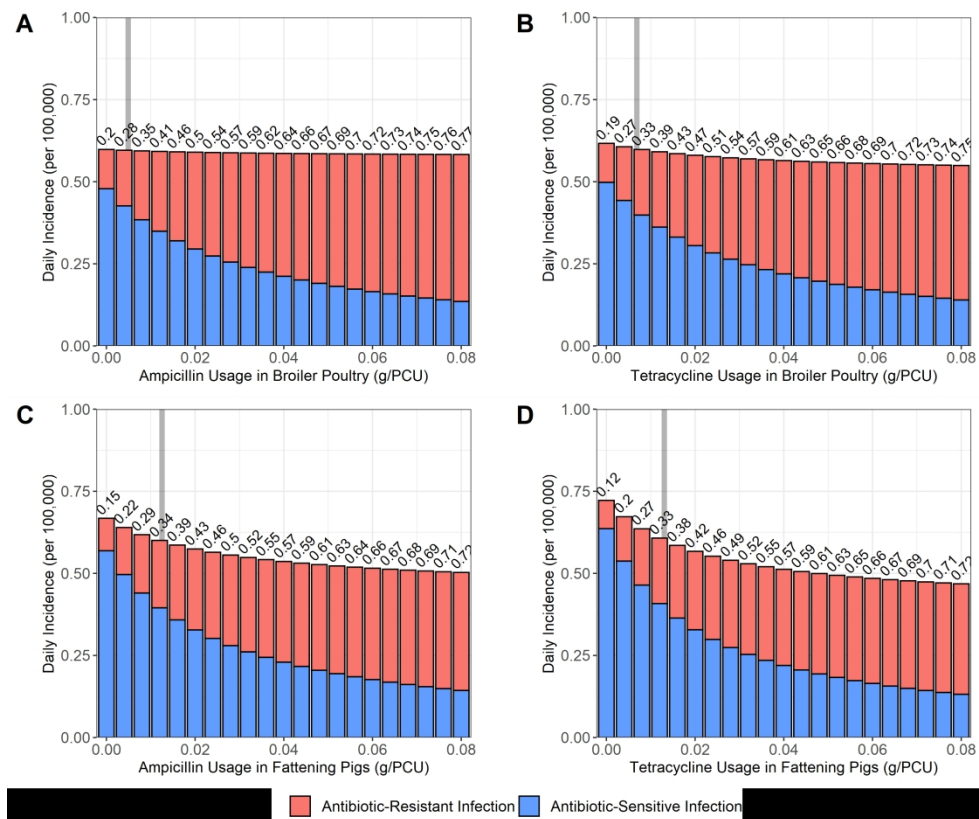 A
Daily Incidence (per 100,000)
1.00
0.75
0.50
0.25
0.00
0.2 0.28 0.35 0.41 0.46 0.5 0.54 0.57 0.59 0.62 0.64 0.66 0.67 0.69 0.7 0.72 0.73 0.74 0.75 0.76 0.77
0.00 0.02 0.04 0.06 0.08
Ampicillin Usage in Broiler Poultry (g/PCU)
B
Daily Incidence (per 100,000)
1.00
0.75
0.50
0.25
0.00
0.19 0.27 0.33 0.39 0.43 0.47 0.51 0.54 0.57 0.59 0.61 0.63 0.65 0.66 0.68 0.69 0.7 0.72 0.73 0.74 0.75
0.00 0.02 0.04 0.06 0.08
Tetracycline Usage in Broiler Poultry (g/PCU)
C
Daily Incidence (per 100,000)
1.00
0.75
0.50
0.25
0.00
0.15 0.22 0.29 0.34 0.39 0.43 0.46 0.5 0.52 0.55 0.57 0.59 0.61 0.63 0.64 0.66 0.67 0.68 0.69 0.71 0.72
0.00 0.02 0.04 0.06 0.08
Ampicillin Usage in Fattening Pigs (g/PCU)
D
Daily Incidence (per 100,000)
1.00
0.75
0.50
0.25
0.00
0.12 0.2 0.27 0.33 0.38 0.42 0.46 0.49 0.52 0.55 0.57 0.59 0.61 0.63 0.65 0.66 0.67 0.69 0.7 0.71 0.72
0.00 0.02 0.04 0.06 0.08
Tetracycline Usage in Fattening Pigs (g/PCU)
Antibiotic-Resistant Infection Antibiotic-Sensitive Infection